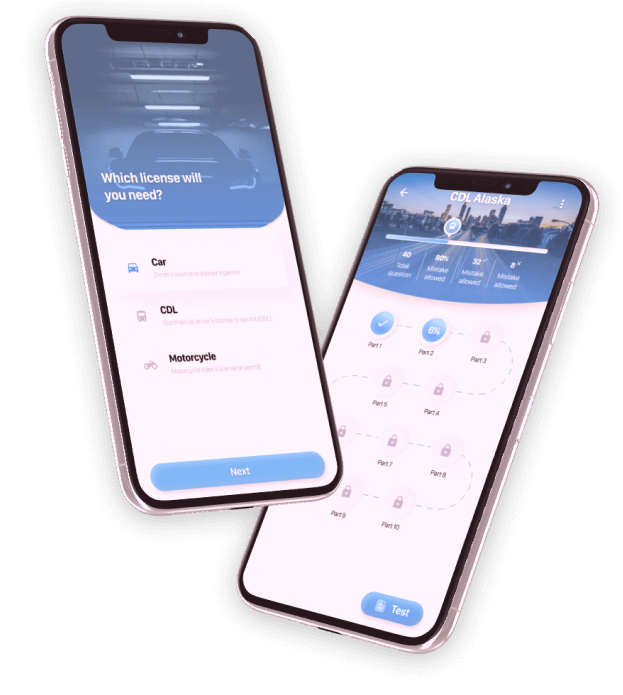 Which license will
you need?
Car
Driver's license or learner's permit
CDL
Commercial driver's license or permit (CDL)
Motorcycle
Motorcycle rider's license or permit
Next
CDL Alaska
40
Total
question
80%
Mistake
allowed
32✓
Mistake
allowed
8×
Mistake
allowed
Part 1
6%
Part 2
Part 3
Part 5
Part 4
Part 7
Part 8
Part 9
Part 10
Test